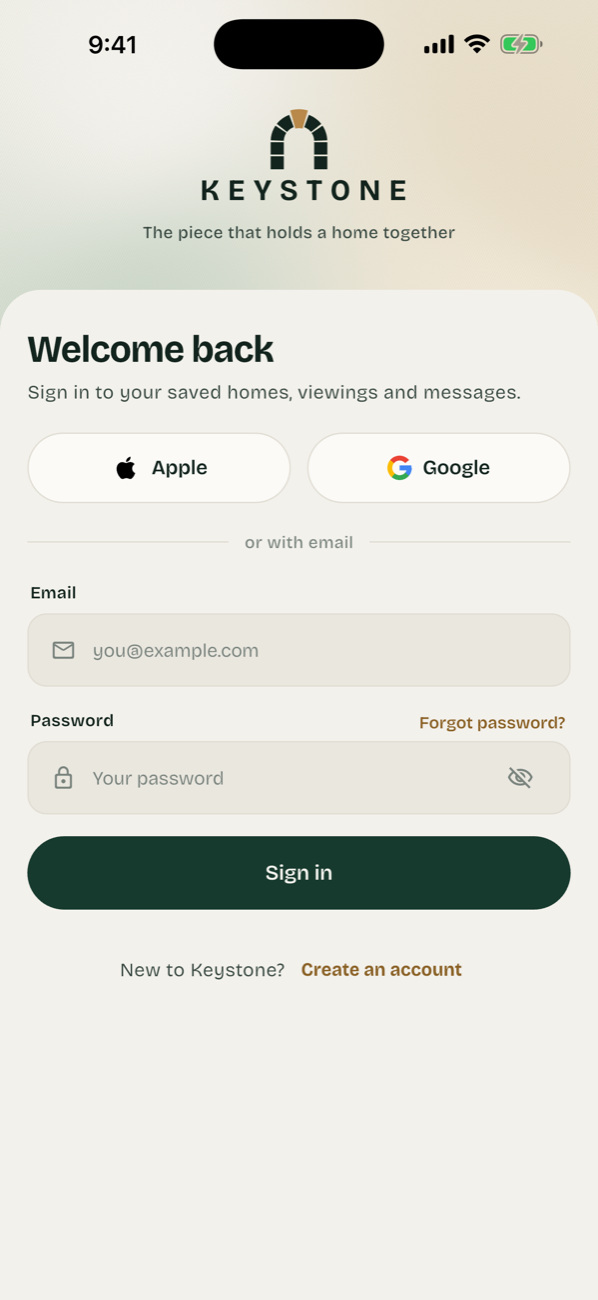 9:41
KEYSTONE
The piece that holds a home together
Welcome back
Sign in to your saved homes, viewings and messages.
Apple
Google
or with email
Email
you@example.com
Password
Forgot password?
Your password
Sign in
New to Keystone? Create an account